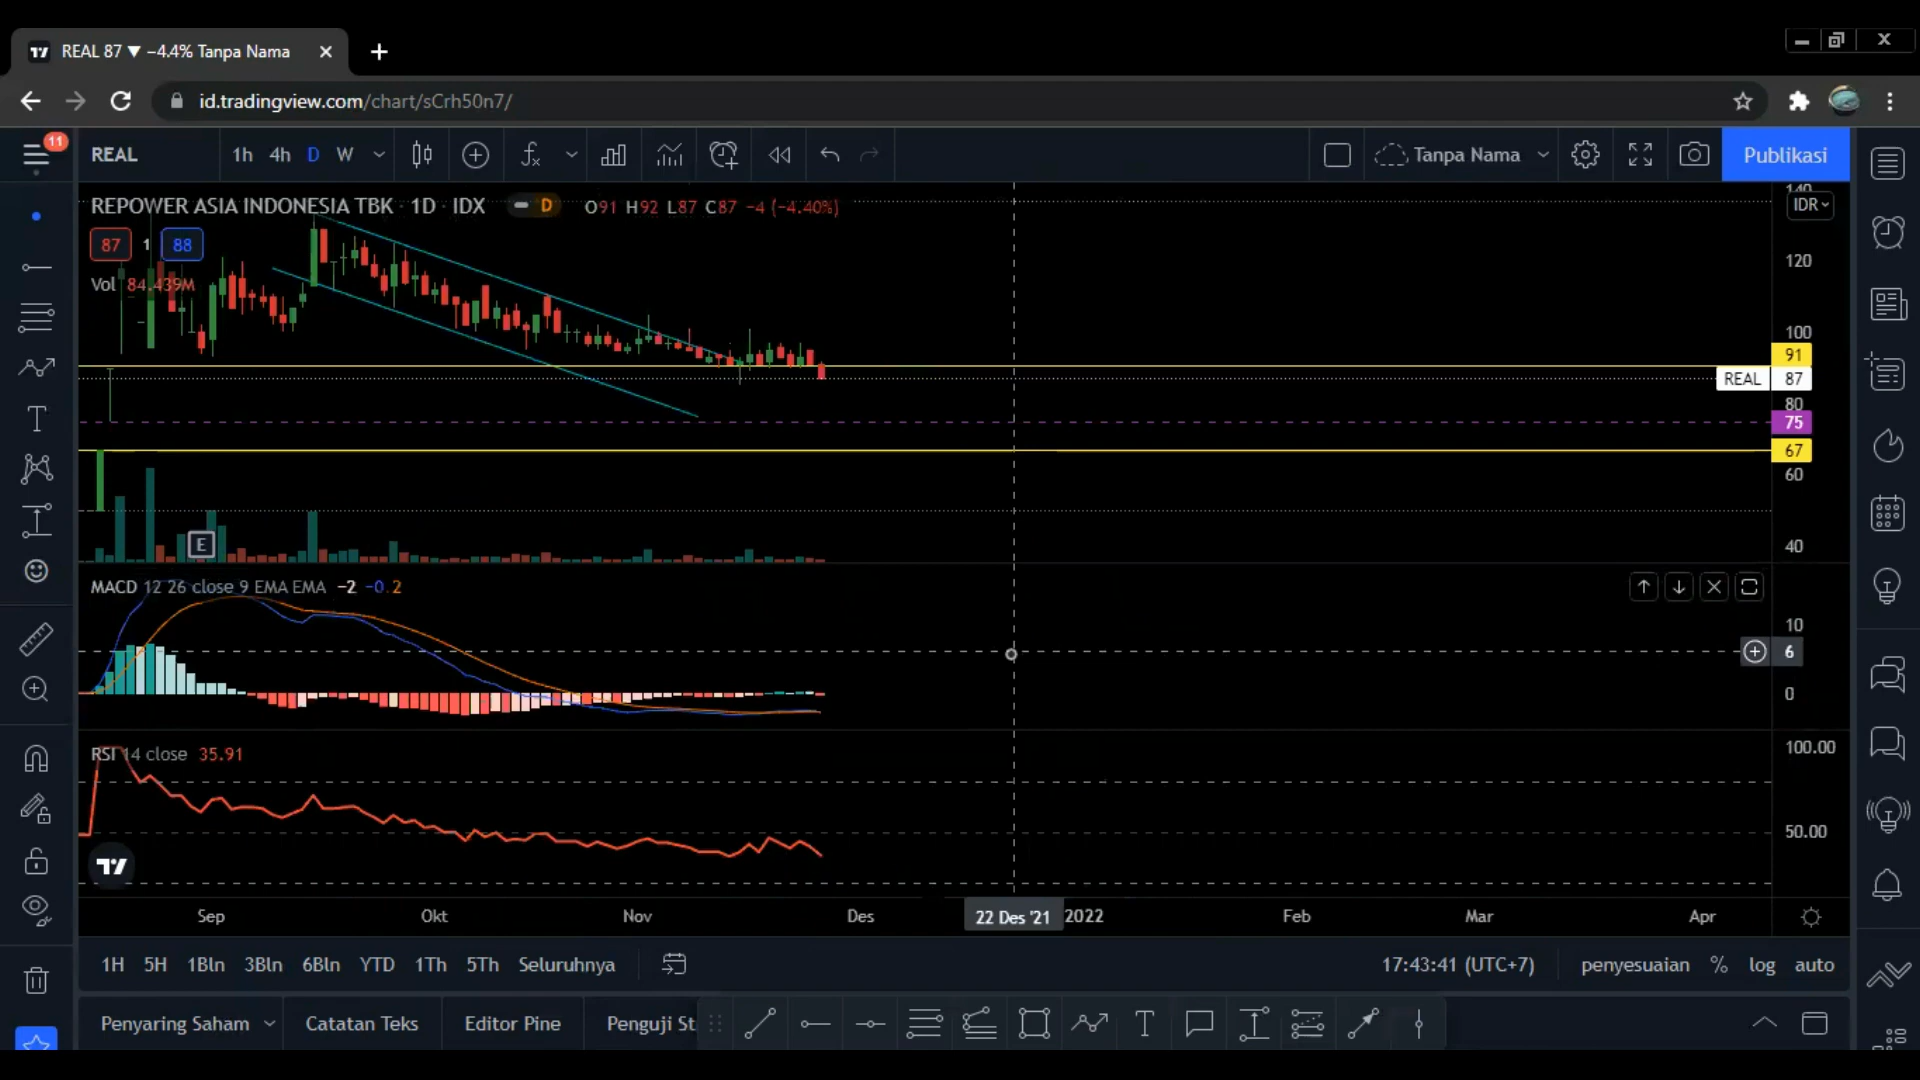 REAL 87 ▼ −4.4% Tanpa Nama
id.tradingview.com/chart/sCrh50n7/
11
REAL
1h 4h D W
Tanpa Nama
Publikasi
REPOWER ASIA INDONESIA TBK · 1D · IDX
D
O91 H92 L87 C87 −4 (−4.40%)
87 1 88
Vol 84.439M
140
IDR
120
100
91
REAL 87
80
75
67
60
40
E
MACD 12 26 close 9 EMA EMA −2 −0.2
10
6
0
RSI 14 close 35.91
100.00
50.00
Sep Okt Nov Des 22 Des '21 2022 Feb Mar Apr
1H 5H 1Bln 3Bln 6Bln YTD 1Th 5Th Seluruhnya
17:43:41 (UTC+7) penyesuaian % log auto
Penyaring Saham Catatan Teks Editor Pine Penguji St